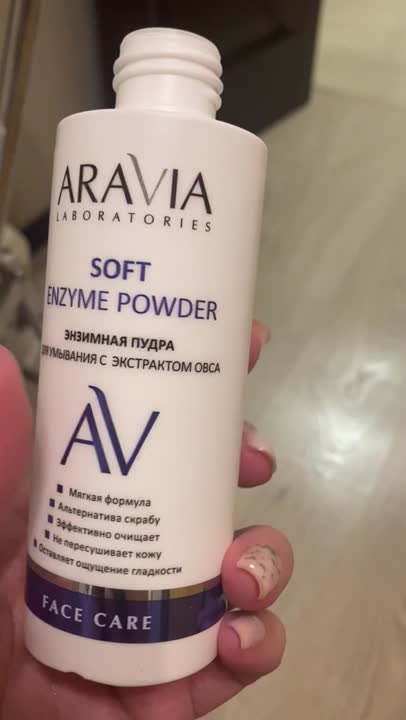 ARAVIA
LABORATORIES
SOFT
ENZYME POWDER
ЭНЗИМНАЯ ПУДРА
ДЛЯ УМЫВАНИЯ С ЭКСТРАКТОМ ОВСА
AV
Мягкая формула
Альтернатива скрабу
Эффективно очищает
Не пересушивает кожу
Оставляет ощущение гладкости
FACE CARE